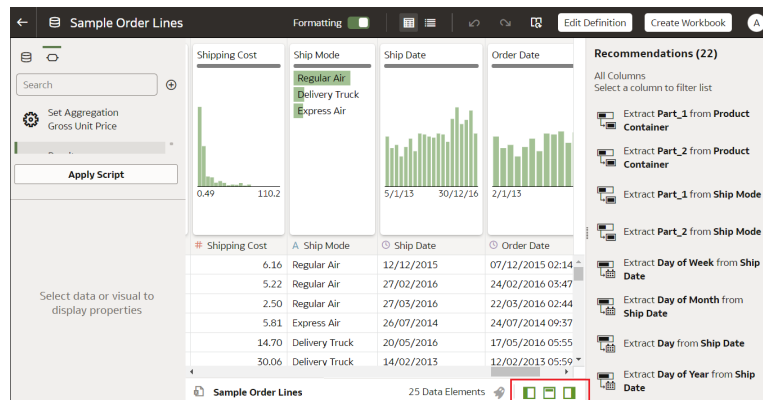 Sample Order Lines
Formatting
Edit Definition
Create Workbook
A
Search
Set Aggregation
Gross Unit Price
Apply Script
Select data or visual to
display properties
Shipping Cost
Ship Mode
Ship Date
Order Date
Regular Air
Delivery Truck
Express Air
0.49
110.2
5/1/13
30/12/16
2/1/13
# Shipping Cost
A Ship Mode
Ship Date
Order Date
6.16 Regular Air 12/12/2015 07/12/2015 02:14
5.22 Regular Air 27/02/2016 24/02/2016 03:47
2.50 Regular Air 27/03/2016 22/03/2016 02:44
5.81 Express Air 26/07/2014 24/07/2014 09:37
14.70 Delivery Truck 20/05/2016 17/05/2016 05:55
30.06 Delivery Truck 14/02/2013 12/02/2013 05:59
Sample Order Lines
25 Data Elements
Recommendations (22)
All Columns
Select a column to filter list
Extract Part_1 from Product
Container
Extract Part_2 from Product
Container
Extract Part_1 from Ship Mode
Extract Part_2 from Ship Mode
Extract Day of Week from Ship
Date
Extract Day of Month from
Ship Date
Extract Day from Ship Date
Extract Day of Year from Ship
Date